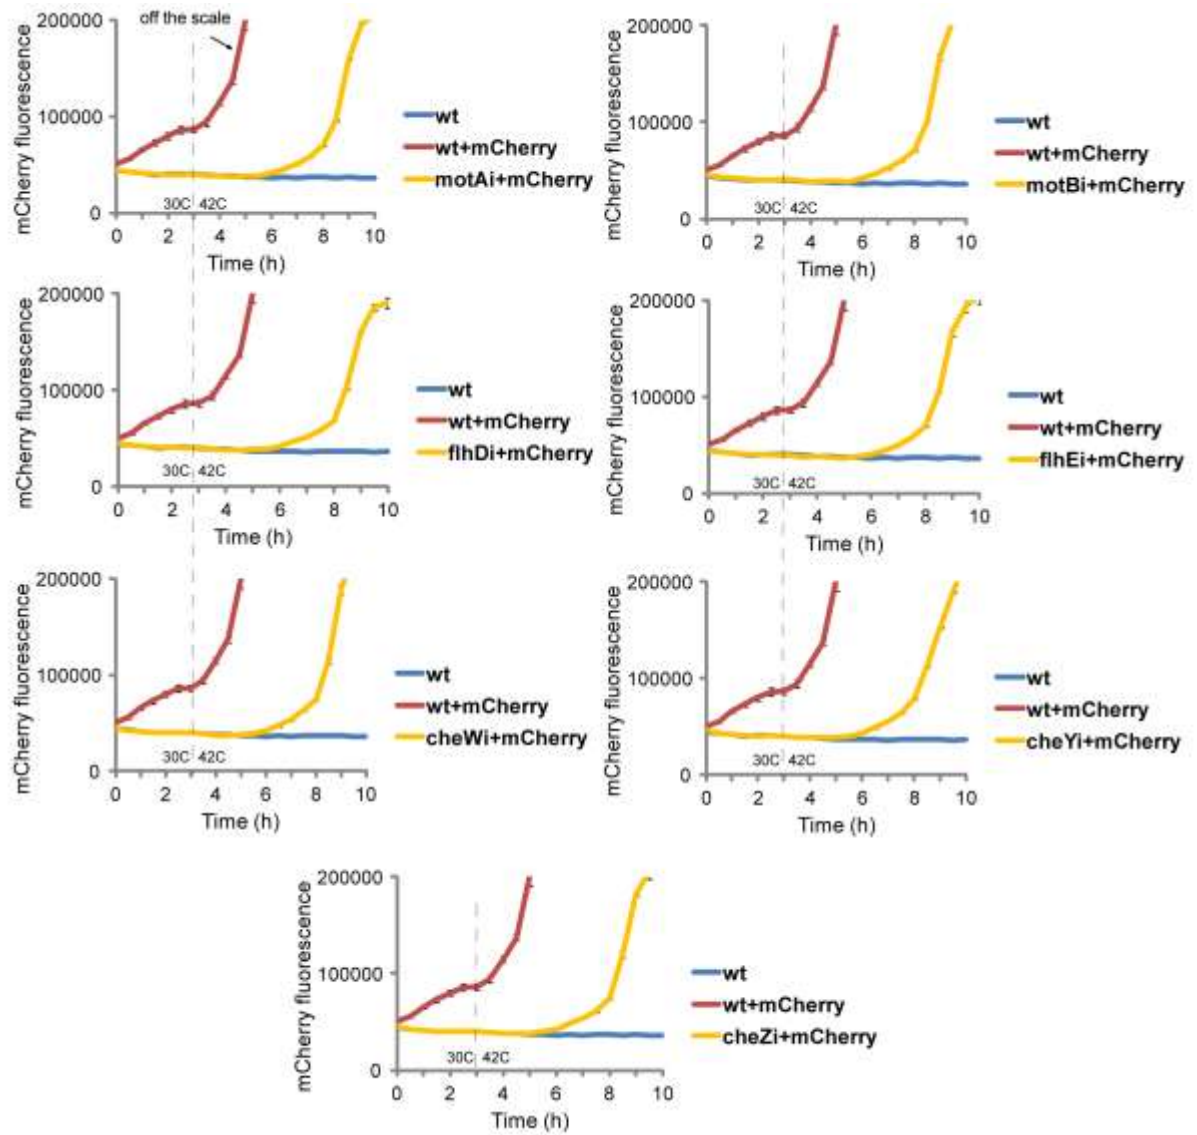 off the scale
mCherry fluorescence
200000
100000
0
30C 42C
0 2 4 6 8 10
Time (h)
wt
wt+mCherry
motAi+mCherry
mCherry fluorescence
200000
100000
0
30C 42C
0 2 4 6 8 10
Time (h)
wt
wt+mCherry
motBi+mCherry
mCherry fluorescence
200000
100000
0
30C 42C
0 2 4 6 8 10
Time (h)
wt
wt+mCherry
flhDi+mCherry
mCherry fluorescence
200000
100000
0
30C 42C
0 2 4 6 8 10
Time (h)
wt
wt+mCherry
flhEi+mCherry
mCherry fluorescence
200000
100000
0
30C 42C
0 2 4 6 8 10
Time (h)
wt
wt+mCherry
cheWi+mCherry
mCherry fluorescence
200000
100000
0
30C 42C
0 2 4 6 8 10
Time (h)
wt
wt+mCherry
cheYi+mCherry
mCherry fluorescence
200000
100000
0
30C 42C
0 2 4 6 8 10
Time (h)
wt
wt+mCherry
cheZi+mCherry